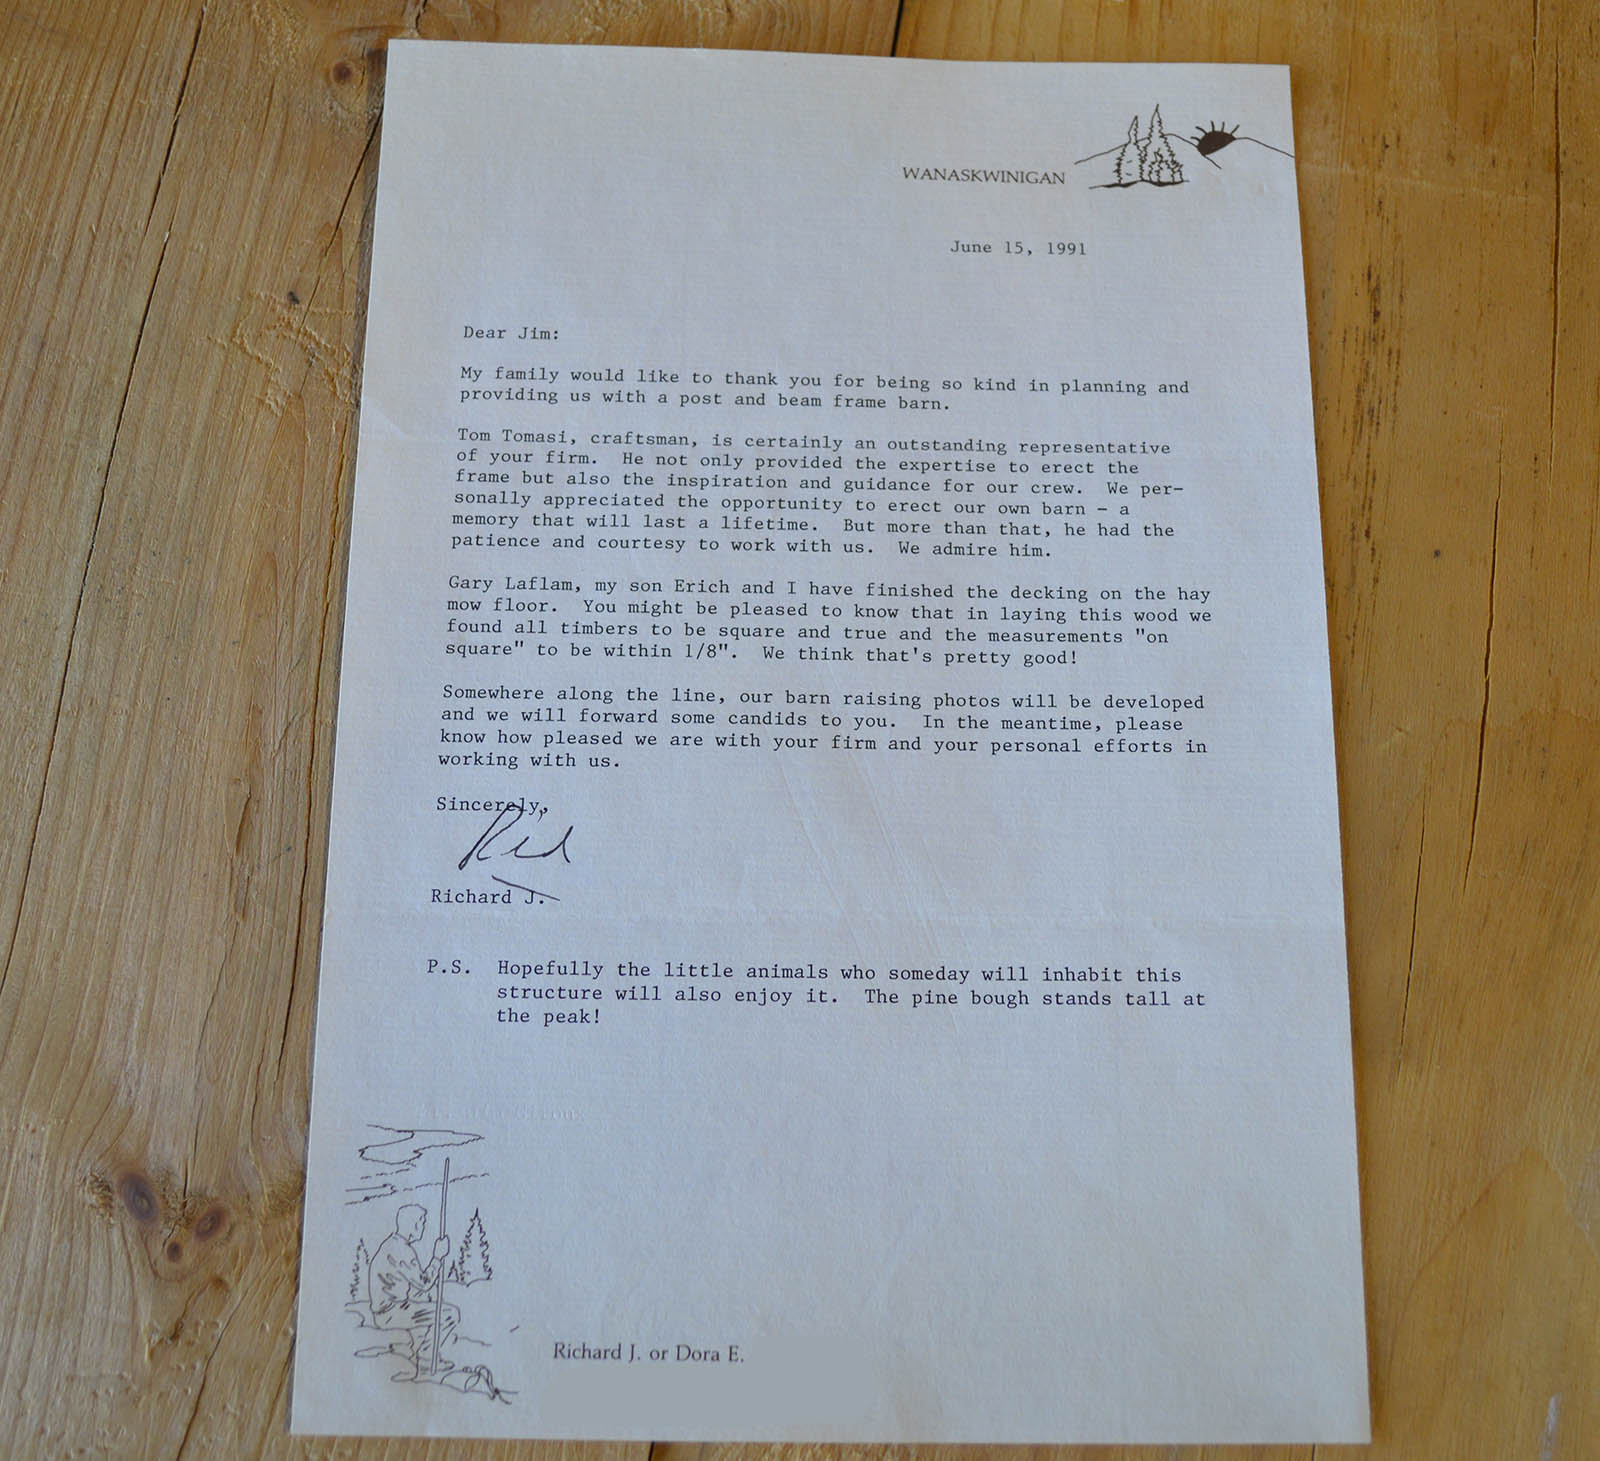 WANASKWINIGAN
June 15, 1991
Dear Jim:
My family would like to thank you for being so kind in planning and
providing us with a post and beam frame barn.
Tom Tomasi, craftsman, is certainly an outstanding representative
of your firm.  He not only provided the expertise to erect the
frame but also the inspiration and guidance for our crew.  We per-
sonally appreciated the opportunity to erect our own barn - a
memory that will last a lifetime.  But more than that, he had the
patience and courtesy to work with us.  We admire him.
Gary Laflam, my son Erich and I have finished the decking on the hay
mow floor.  You might be pleased to know that in laying this wood we
found all timbers to be square and true and the measurements "on
square" to be within 1/8".  We think that's pretty good!
Somewhere along the line, our barn raising photos will be developed
and we will forward some candids to you.  In the meantime, please
know how pleased we are with your firm and your personal efforts in
working with us.
Sincerely,
Richard J.
P.S.  Hopefully the little animals who someday will inhabit this
structure will also enjoy it.  The pine bough stands tall at
the peak!
Richard J. or Dora E.